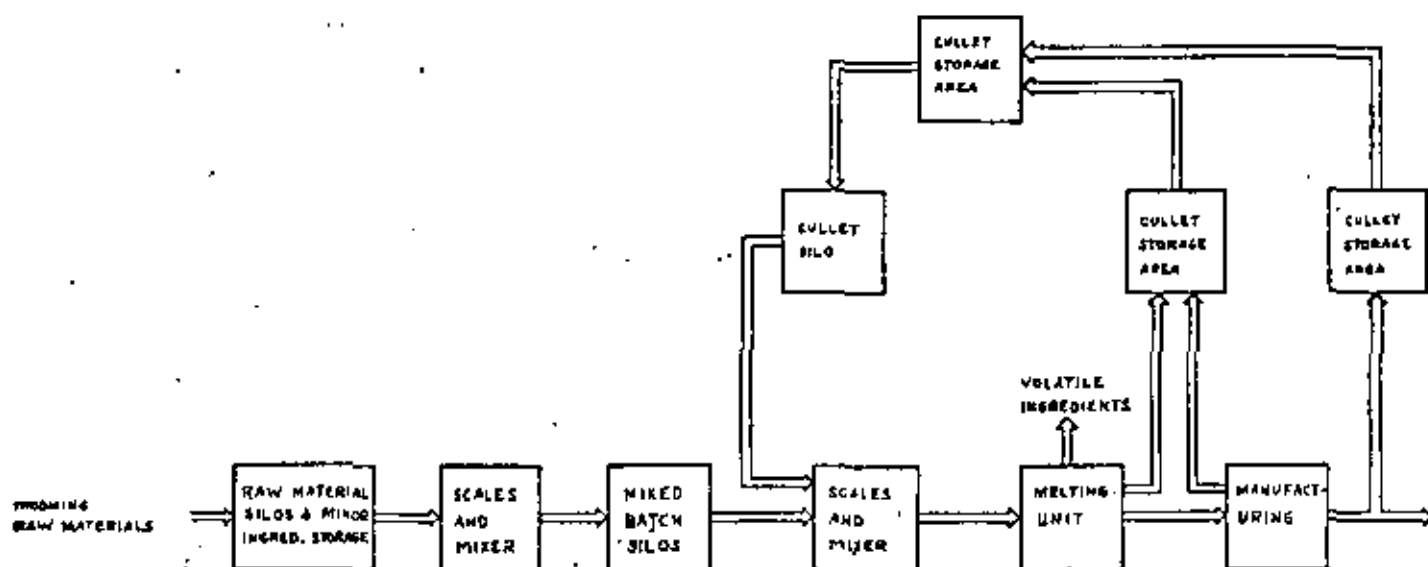 CULLET
STORAGE
AREA
CULLET
SILO
CULLET
STORAGE
AREA
CULLET
STORAGE
AREA
VOLATILE
INGREDIENTS
INCOMING
RAW MATERIALS
RAW MATERIAL
SILOS & MINOR
INGRED. STORAGE
SCALES
AND
MIXER
MIXED
BATCH
SILOS
SCALES
AND
MIXER
MELTING
UNIT
MANUFACT-
URING